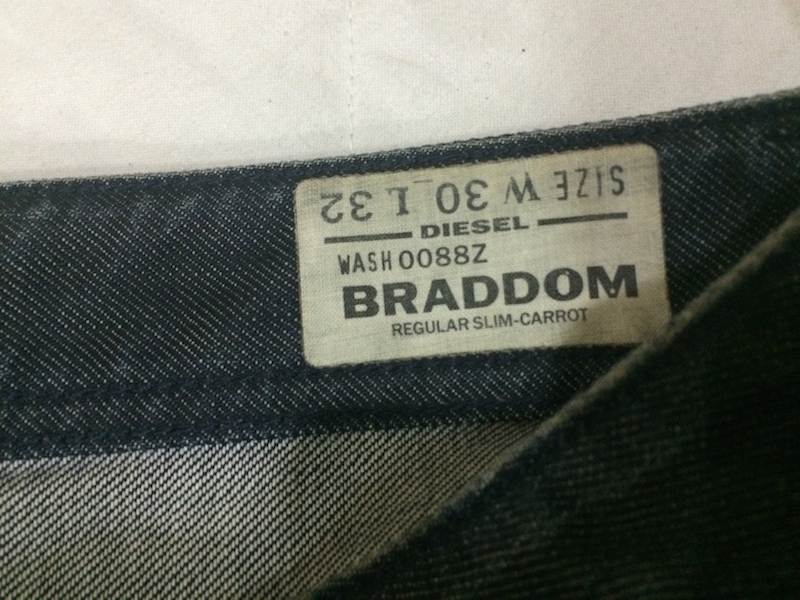 SIZE W 30 L 32
DIESEL
WASH 0088Z
BRADDOM
REGULAR SLIM-CARROT